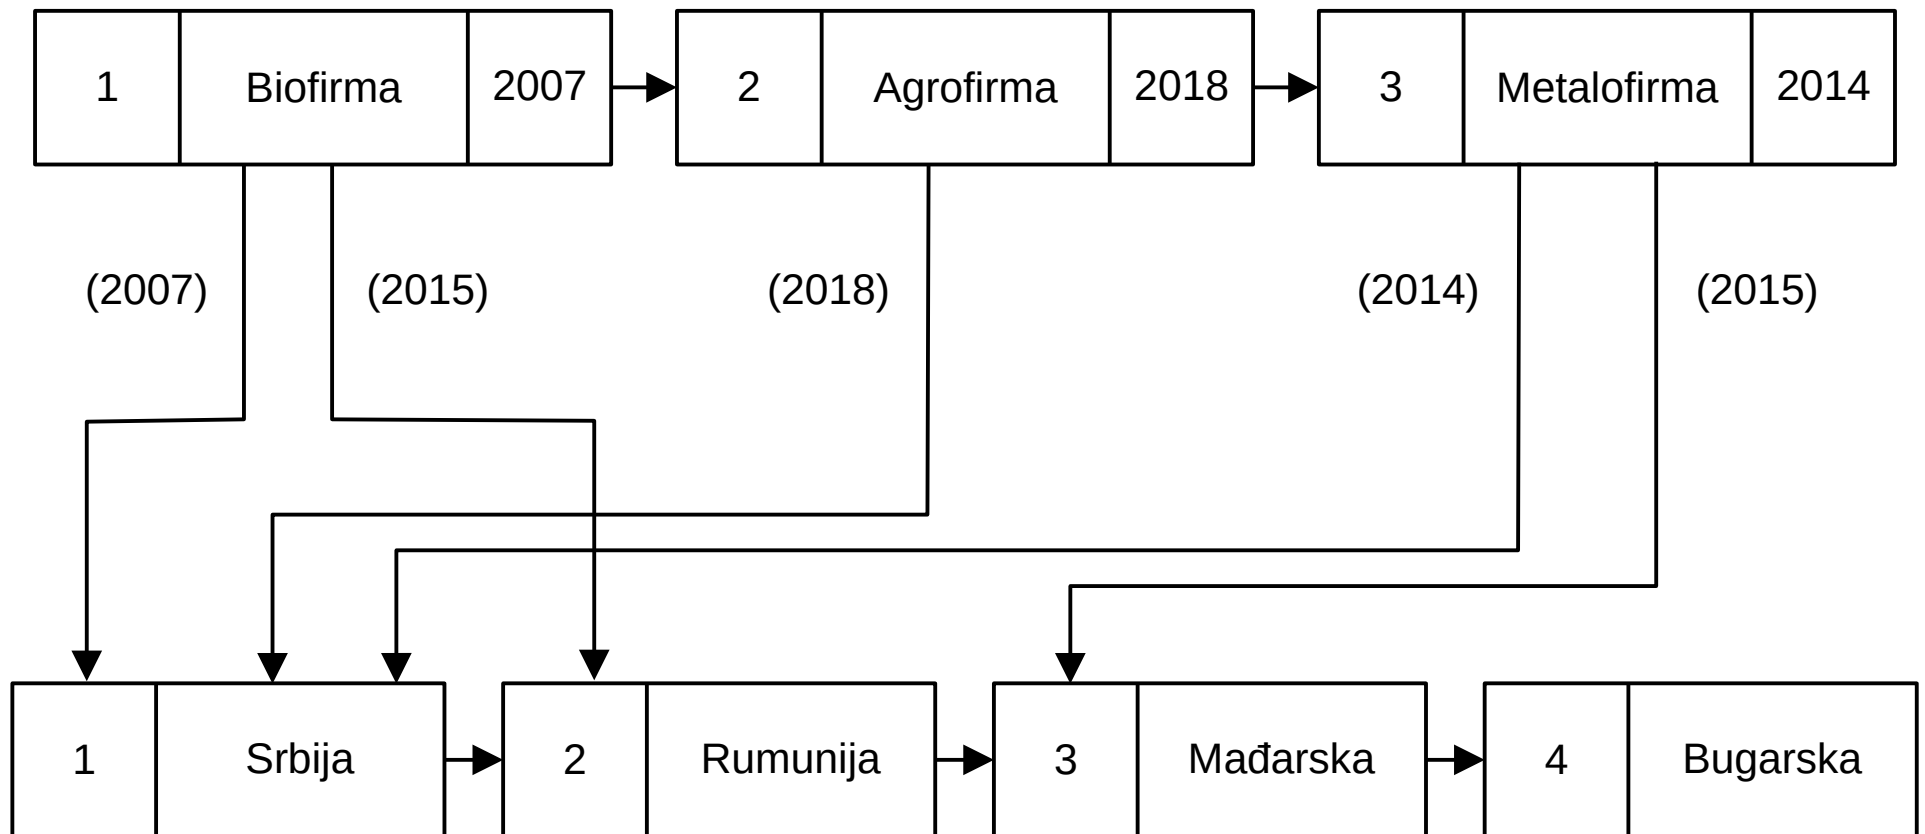 1 Biofirma 2007 2 Agrofirma 2018 3 Metalofirma 2014
(2007) (2015) (2018) (2014) (2015)
1 Srbija 2 Rumunija 3 Mađarska 4 Bugarska